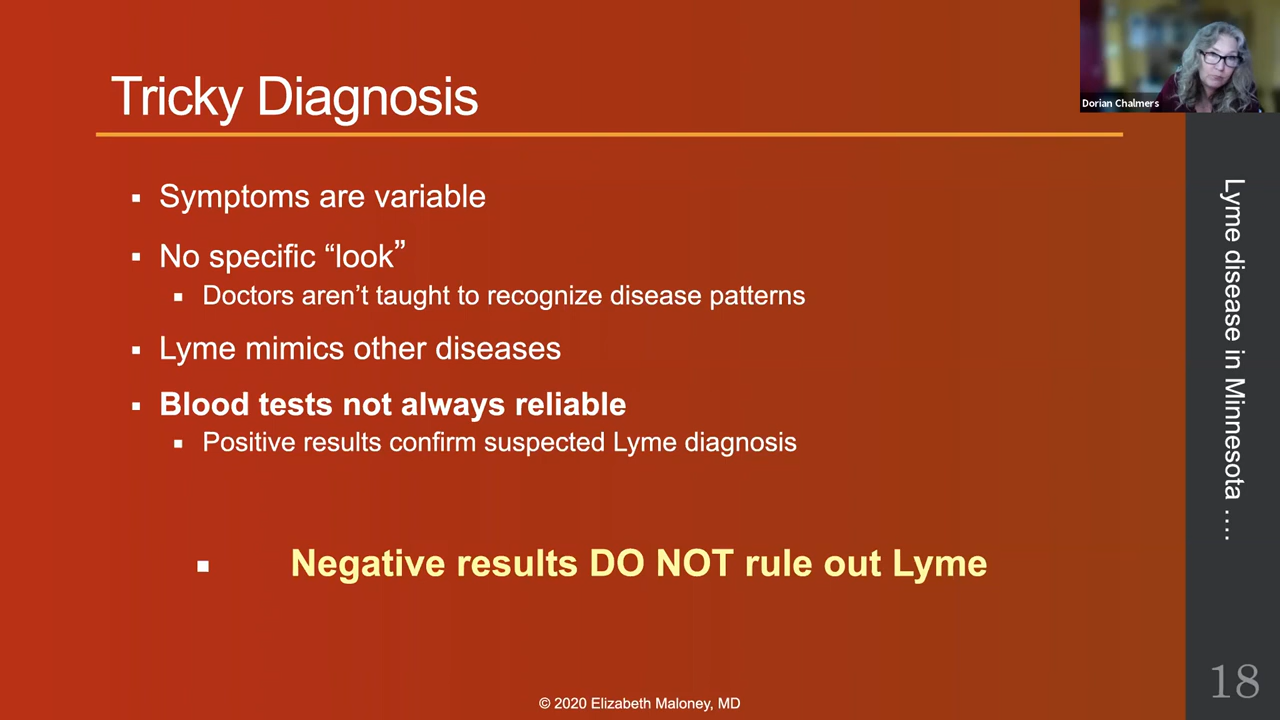 Tricky Diagnosis
Dorian Chalmers
▪ Symptoms are variable
▪ No specific “look”
▪ Doctors aren’t taught to recognize disease patterns
▪ Lyme mimics other diseases
▪ Blood tests not always reliable
▪ Positive results confirm suspected Lyme diagnosis
▪ Negative results DO NOT rule out Lyme
Lyme disease in Minnesota ....
18
© 2020 Elizabeth Maloney, MD